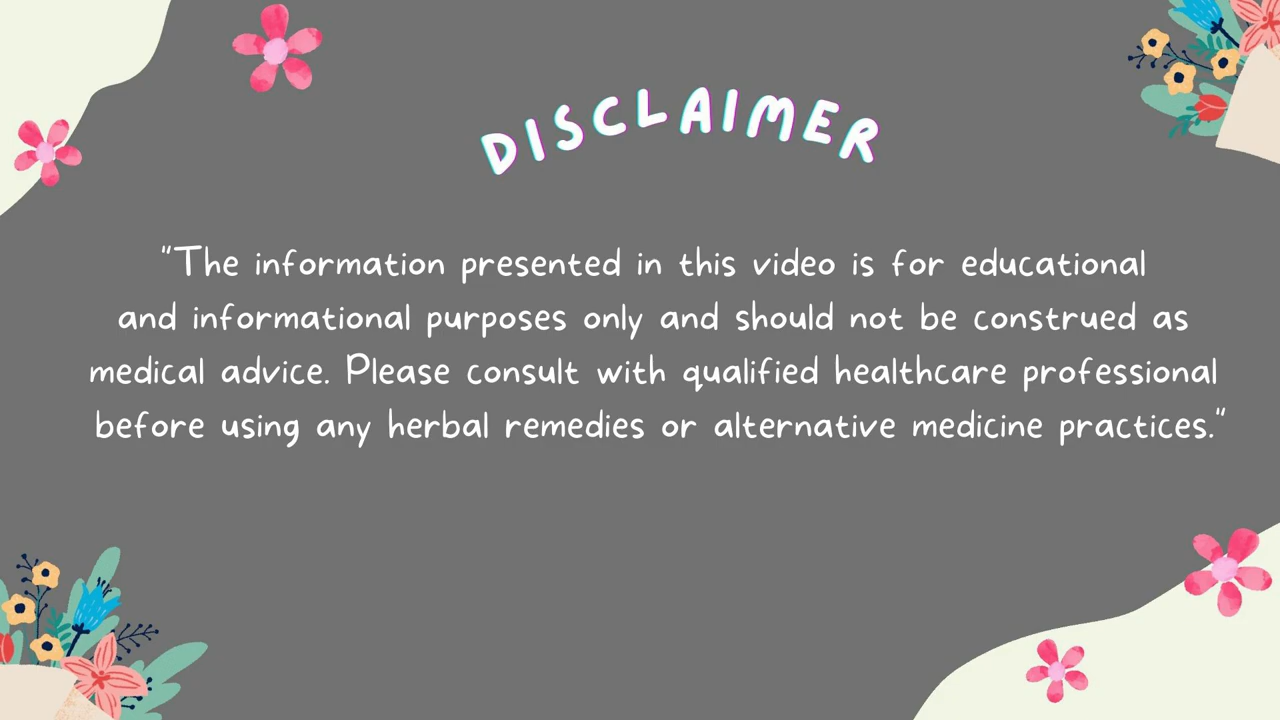 DISCLAIMER
"The information presented in this video is for educational
and informational purposes only and should not be construed as
medical advice. Please consult with qualified healthcare professional
before using any herbal remedies or alternative medicine practices."